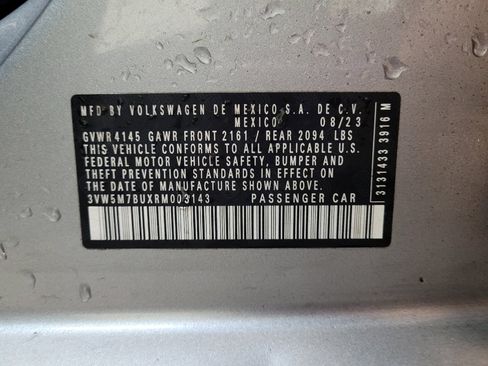 MFD BY VOLKSWAGEN DE MEXICO S.A. DE C.V.
MEXICO 08/23
GVWR 4145 GAWR FRONT 2161 / REAR 2094 LBS
THIS VEHICLE CONFORMS TO ALL APPLICABLE U.S.
FEDERAL MOTOR VEHICLE SAFETY, BUMPER AND
THEFT PREVENTION STANDARDS IN EFFECT ON THE
DATE OF MANUFACTURE SHOWN ABOVE.
3VW5M7BUXRM003143 PASSENGER CAR
3131433 3916 M